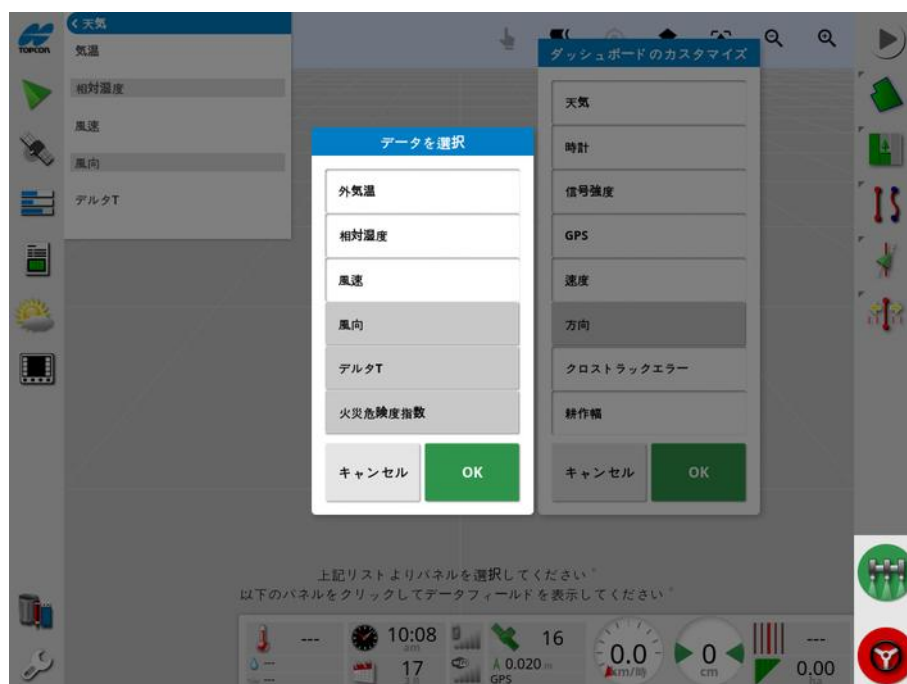 TOPCON
天気
気温
相対湿度
風速
風向
デルタT
ダッシュボードのカスタマイズ
天気
時計
信号強度
GPS
速度
方向
クロストラックエラー
耕作幅
キャンセル
OK
データを選択
外気温
相対湿度
風速
風向
デルタT
火災危険度指数
キャンセル
OK
上記リストよりパネルを選択してください。
以下のパネルをクリックしてデータフィールドを表示してください。
---
---
10:08
am
17
16
0.020 m
GPS
0.0
km/時
0
cm
---
0.00
ha